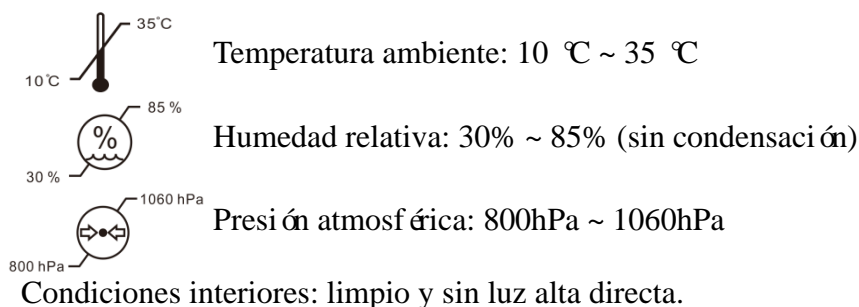 35℃
10℃
Temperatura ambiente: 10 ℃ ~ 35 ℃
85 %
%
30 %
Humedad relativa: 30% ~ 85% (sin condensación)
1060 hPa
800 hPa
Presión atmosférica: 800hPa ~ 1060hPa
Condiciones interiores: limpio y sin luz alta directa.